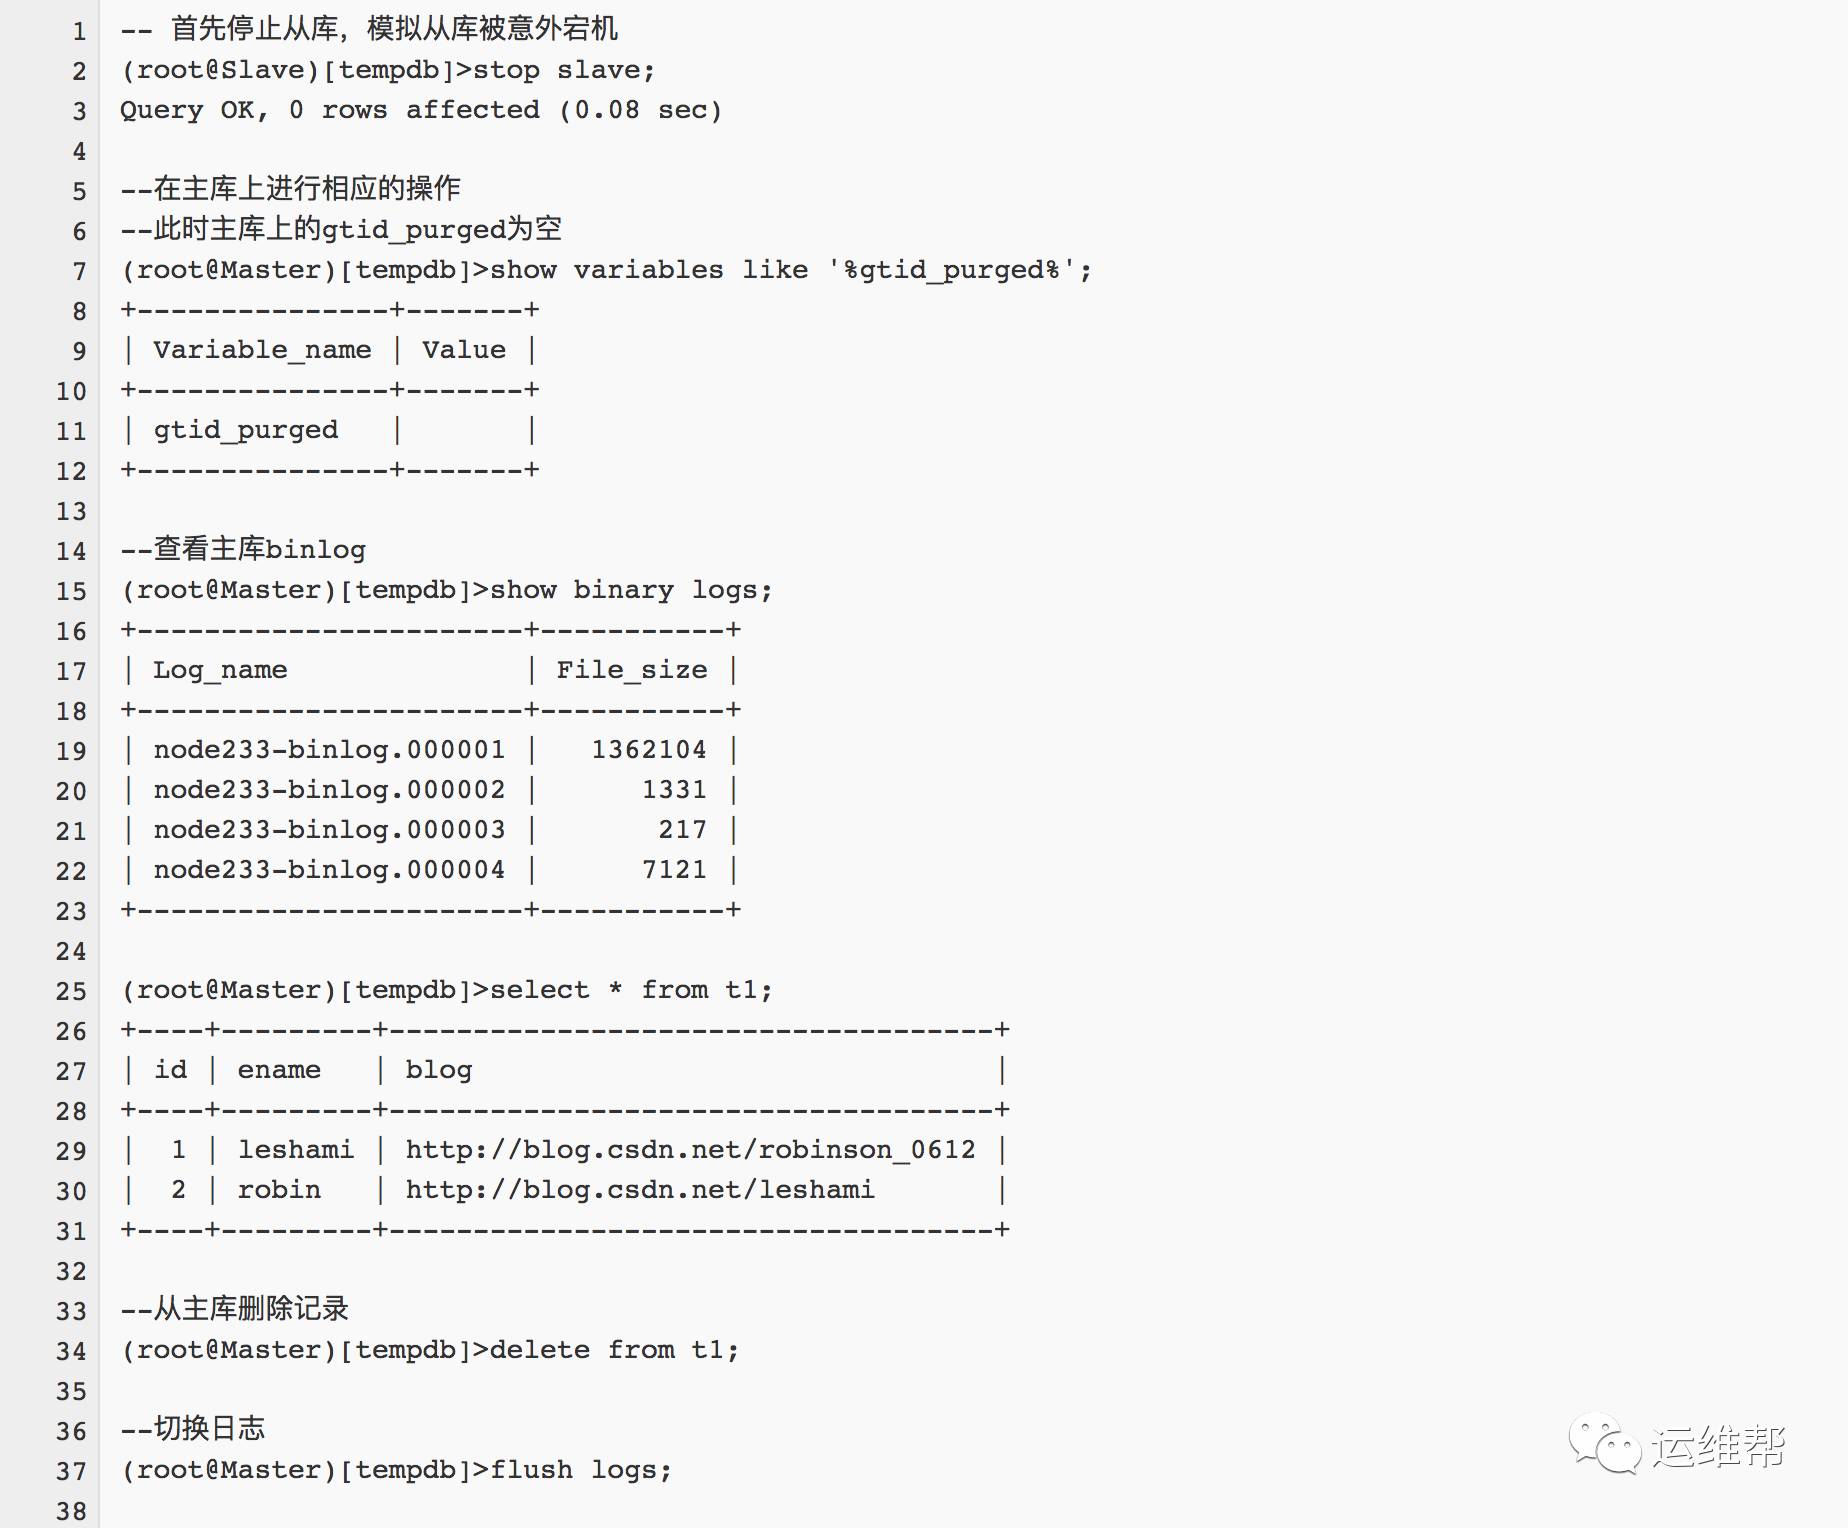 1 -- 首先停止从库，模拟从库被意外宕机
2 (root@Slave)[tempdb]>stop slave;
3 Query OK, 0 rows affected (0.08 sec)
4
5 --在主库上进行相应的操作
6 --此时主库上的gtid_purged为空
7 (root@Master)[tempdb]>show variables like '%gtid_purged%';
8 +---------------+-------+
9 | Variable_name | Value |
10 +---------------+-------+
11 | gtid_purged   |       |
12 +---------------+-------+
13
14 --查看主库binlog
15 (root@Master)[tempdb]>show binary logs;
16 +-----------------------+-----------+
17 | Log_name              | File_size |
18 +-----------------------+-----------+
19 | node233-binlog.000001 |   1362104 |
20 | node233-binlog.000002 |      1331 |
21 | node233-binlog.000003 |       217 |
22 | node233-binlog.000004 |      7121 |
23 +-----------------------+-----------+
24
25 (root@Master)[tempdb]>select * from t1;
26 +----+---------+------------------------------------+
27 | id | ename   | blog                               |
28 +----+---------+------------------------------------+
29 |  1 | leshami | http://blog.csdn.net/robinson_0612 |
30 |  2 | robin   | http://blog.csdn.net/leshami       |
31 +----+---------+------------------------------------+
32
33 --从主库删除记录
34 (root@Master)[tempdb]>delete from t1;
35
36 --切换日志
37 (root@Master)[tempdb]>flush logs;
38
运维帮